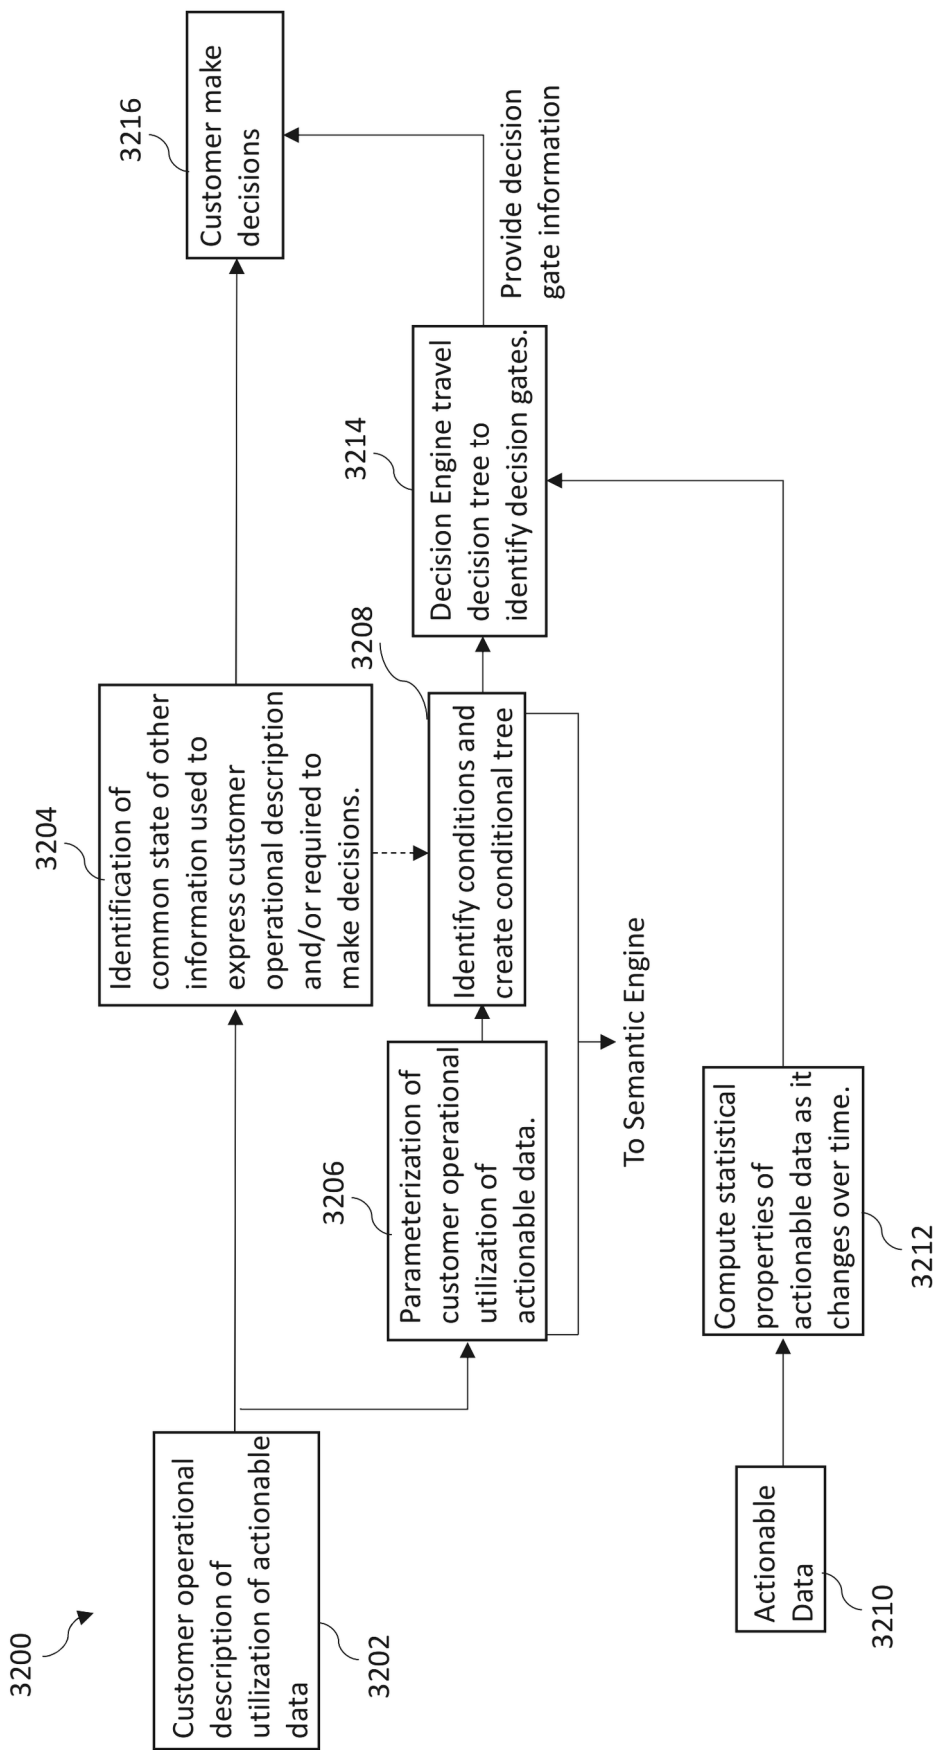 3200
Customer operational
description of
utilization of actionable
data
3202
3204
Identification of
common state of other
information used to
express customer
operational description
and/or required to
make decisions.
3216
Customer make
decisions
3206
Parameterization of
customer operational
utilization of
actionable data.
3208
Identify conditions and
create conditional tree
To Semantic Engine
3214
Decision Engine travel
decision tree to
identify decision gates.
Provide decision
gate information
Actionable
Data
3210
Compute statistical
properties of
actionable data as it
changes over time.
3212